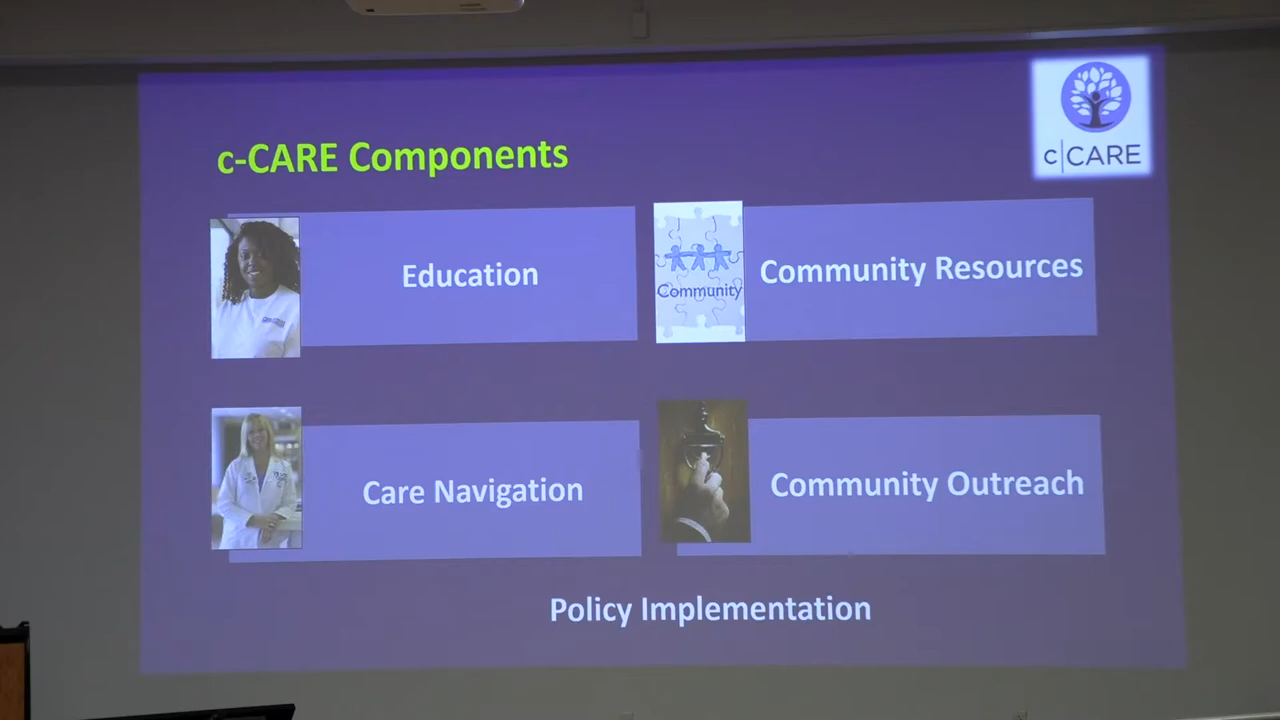 c|CARE
c-CARE Components
Education
Community
Community Resources
Care Navigation
Community Outreach
Policy Implementation